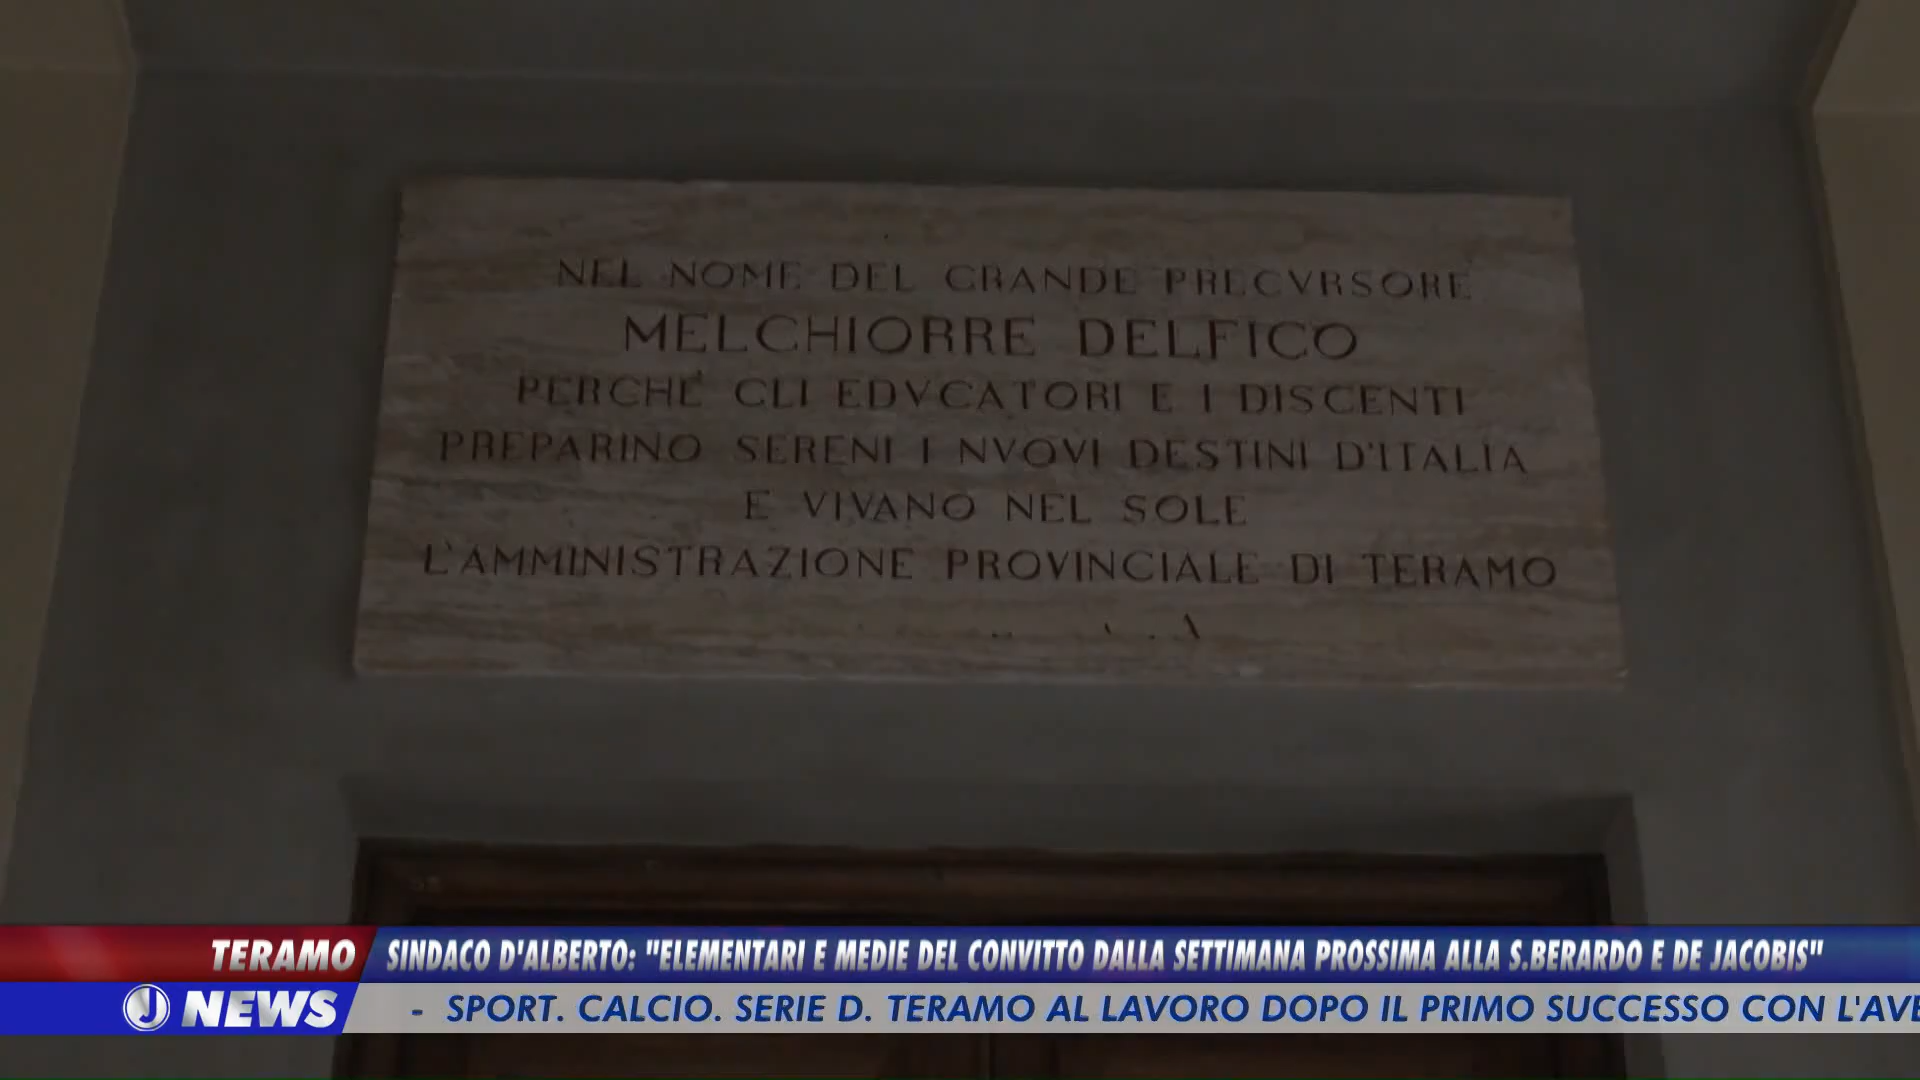 NEL NOME DEL GRANDE PRECVRSORE
MELCHIORRE DELFICO
PERCHE' GLI EDVCATORI E I DISCENTI
PREPARINO SERENI I NVOVI DESTINI D'ITALIA
E VIVANO NEL SOLE
L'AMMINISTRAZIONE PROVINCIALE DI TERAMO
TERAMO SINDACO D'ALBERTO: "ELEMENTARI E MEDIE DEL CONVITTO DALLA SETTIMANA PROSSIMA ALLA S.BERARDO E DE JACOBIS"
J NEWS - SPORT. CALCIO. SERIE D. TERAMO AL LAVORO DOPO IL PRIMO SUCCESSO CON L'AVE